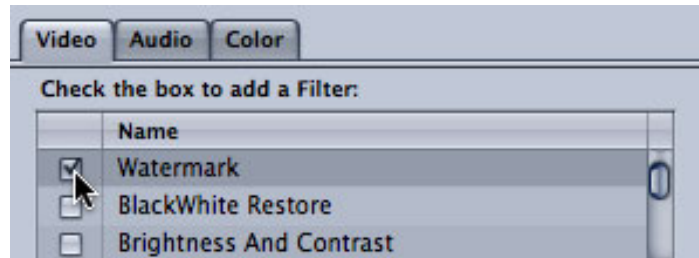 Video Audio Color
Check the box to add a Filter:
Name
Watermark
BlackWhite Restore
Brightness And Contrast